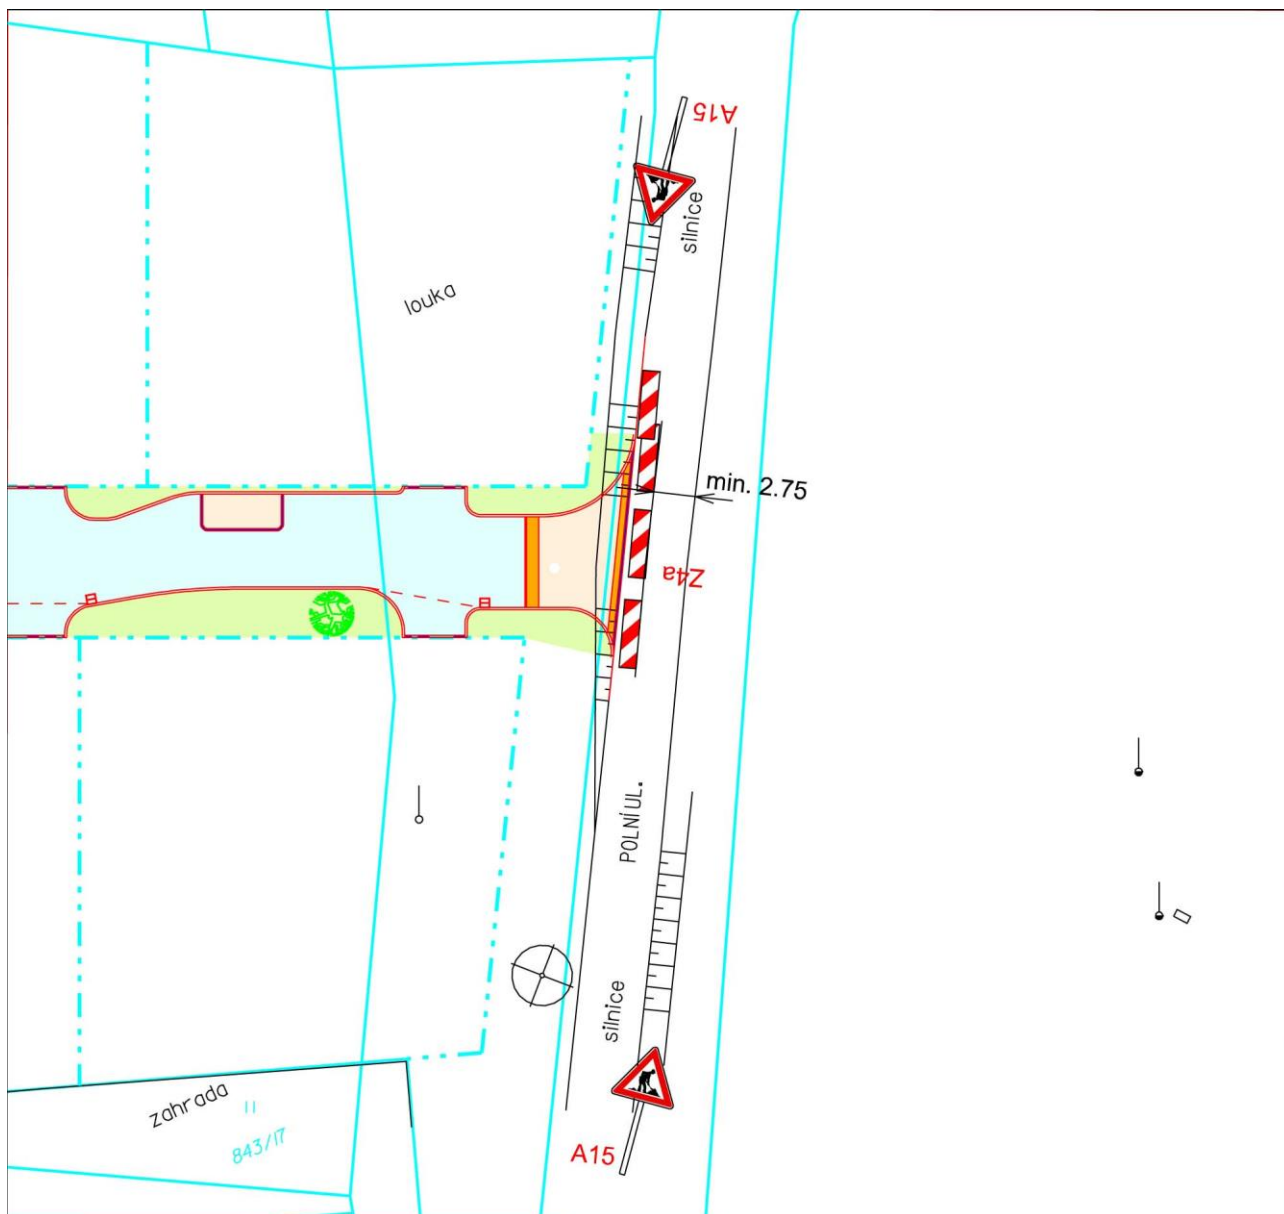 A15
silnice
louka
min. 2.75
Z4a
POLNÍ UL.
silnice
zahrada
843/17
A15